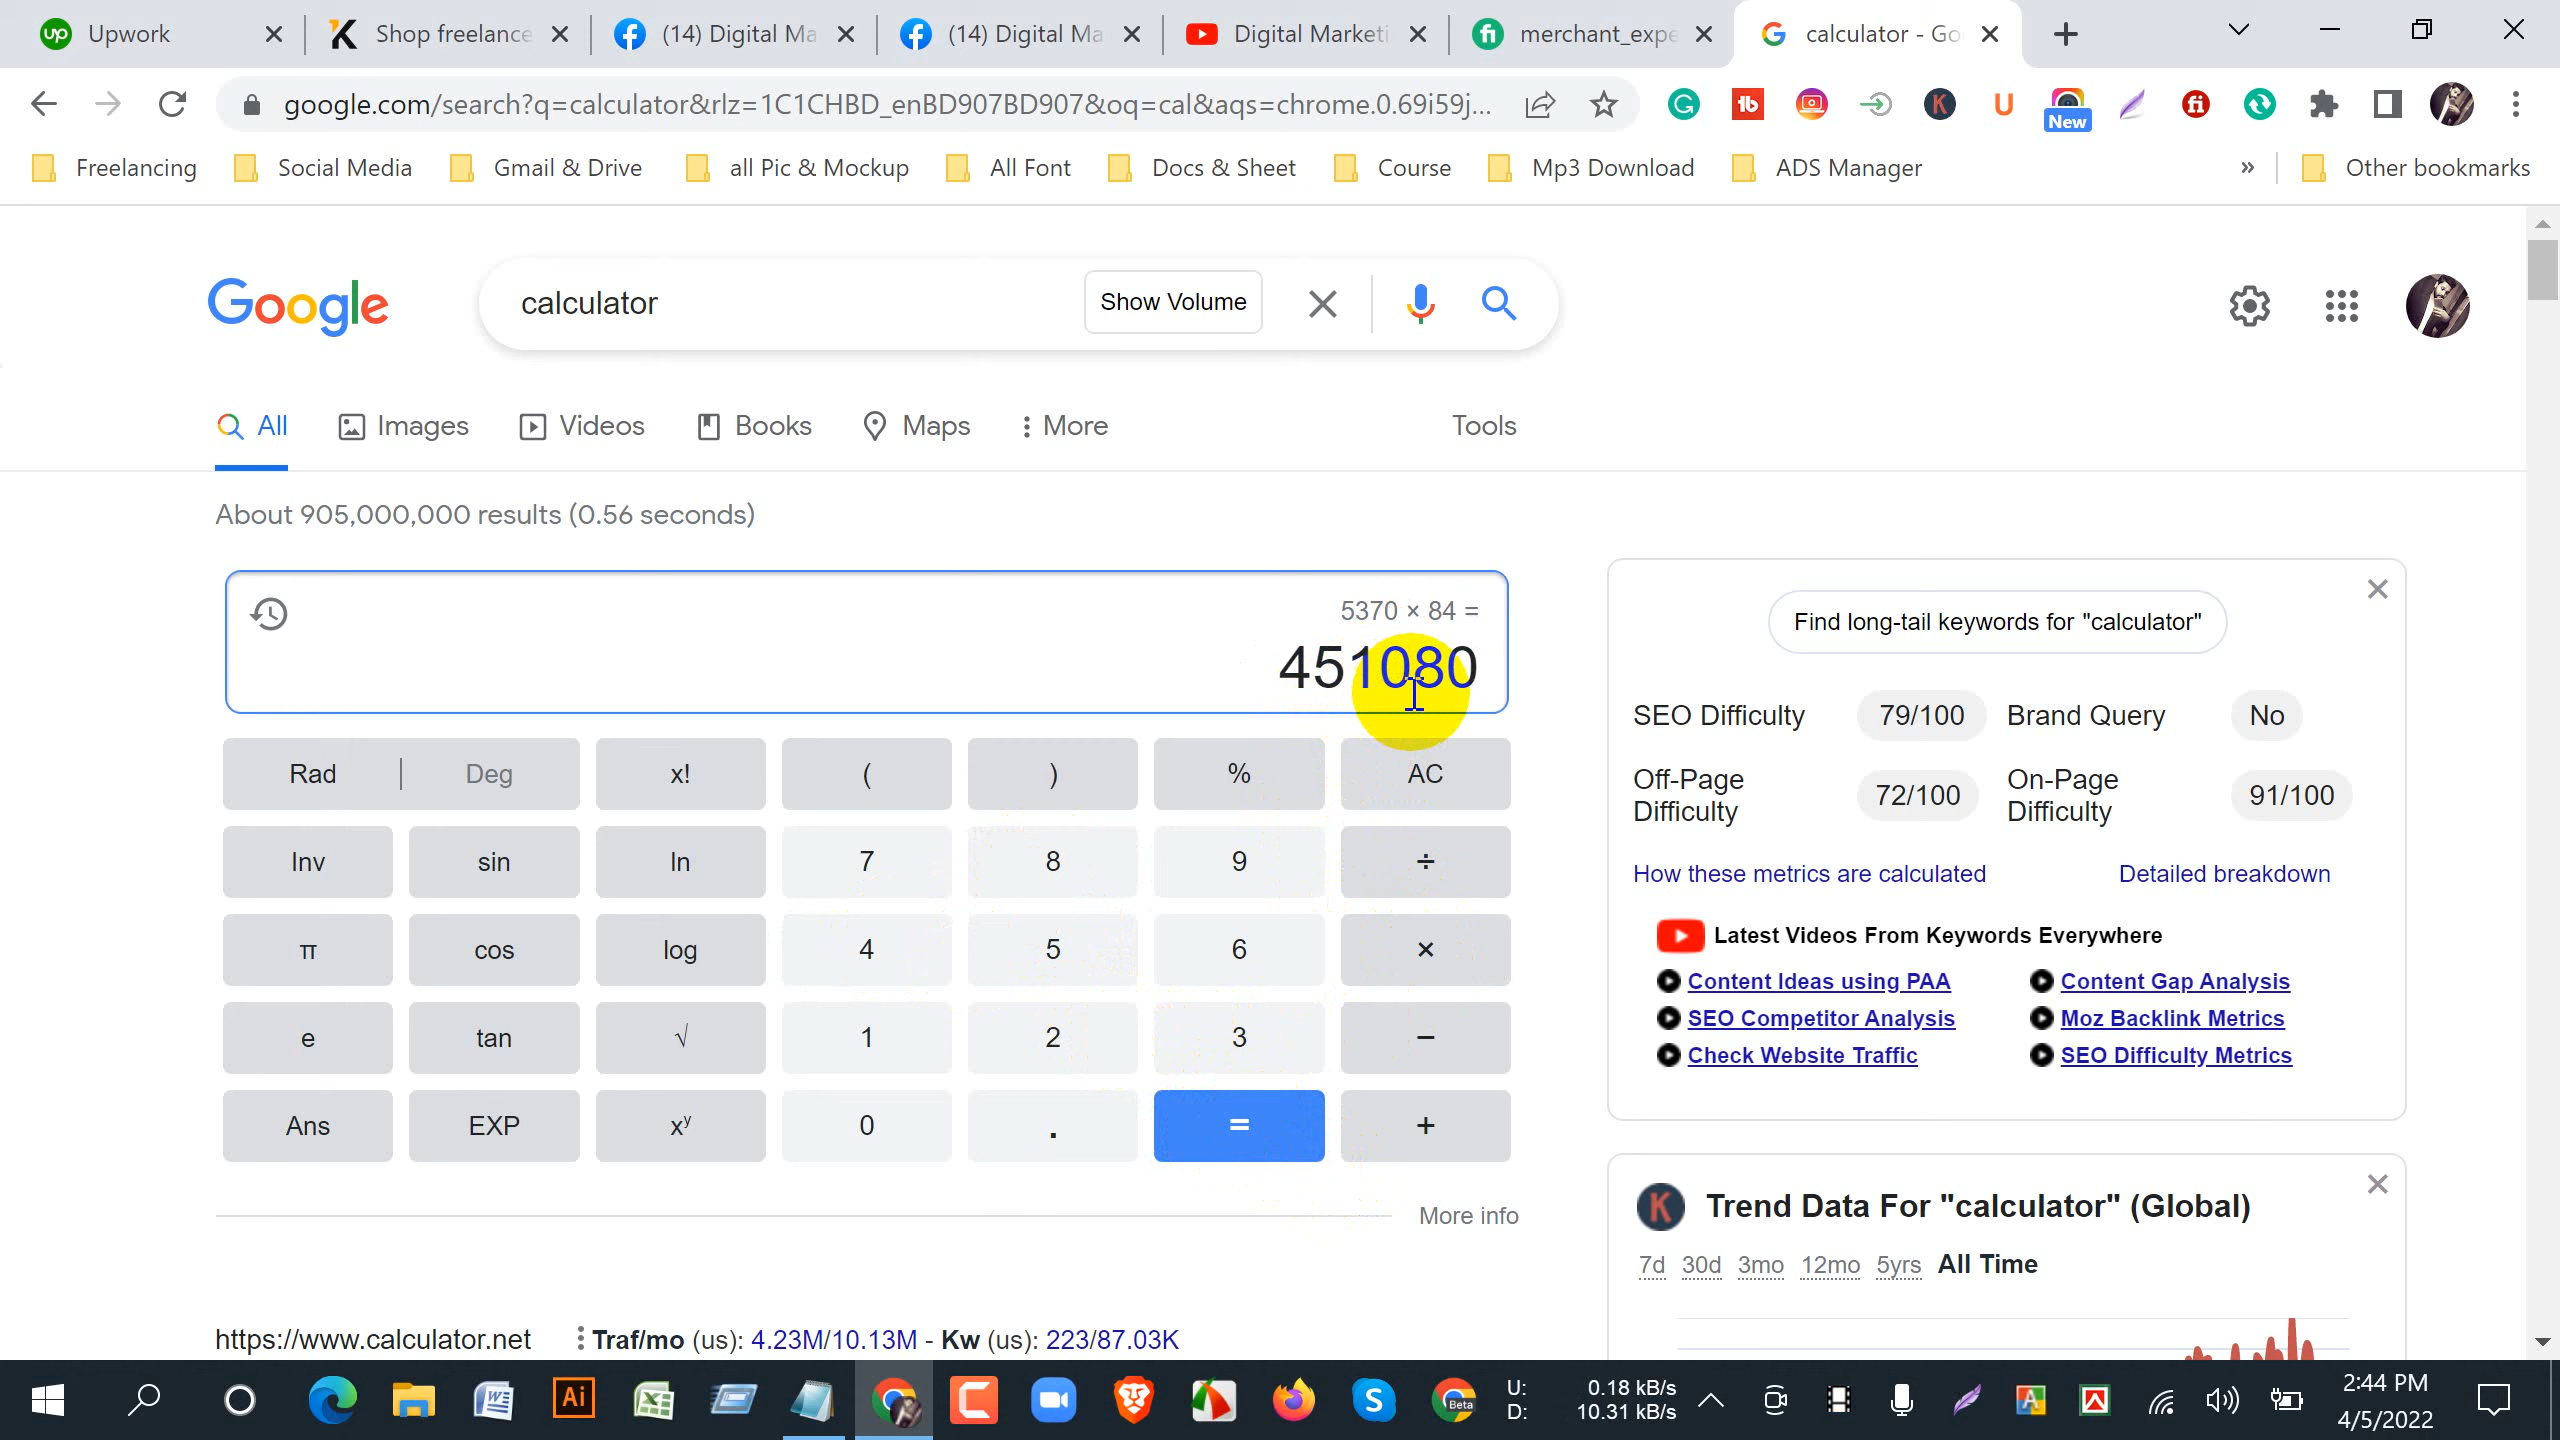 Upwork
Shop freelance
(14) Digital Ma
(14) Digital Ma
Digital Marketi
merchant_expe
calculator - Go
google.com/search?q=calculator&rlz=1C1CHBD_enBD907BD907&oq=cal&aqs=chrome.0.69i59j...
New
Freelancing
Social Media
Gmail & Drive
all Pic & Mockup
All Font
Docs & Sheet
Course
Mp3 Download
ADS Manager
»
Other bookmarks
Google
calculator
Show Volume
All
Images
Videos
Books
Maps
More
Tools
About 905,000,000 results (0.56 seconds)
5370 × 84 =
451080
Rad | Deg x! ( ) % AC
Inv sin ln 7 8 9 ÷
π cos log 4 5 6 ×
e tan √ 1 2 3 −
Ans EXP xʸ 0 . = +
More info
https://www.calculator.net
Traf/mo (us): 4.23M/10.13M - Kw (us): 223/87.03K
Find long-tail keywords for "calculator"
SEO Difficulty 79/100 Brand Query No
Off-Page Difficulty 72/100 On-Page Difficulty 91/100
How these metrics are calculated
Detailed breakdown
Latest Videos From Keywords Everywhere
Content Ideas using PAA
Content Gap Analysis
SEO Competitor Analysis
Moz Backlink Metrics
Check Website Traffic
SEO Difficulty Metrics
K
Trend Data For "calculator" (Global)
7d 30d 3mo 12mo 5yrs All Time
Ai
Beta
U: 0.18 kB/s
D: 10.31 kB/s
2:44 PM
4/5/2022